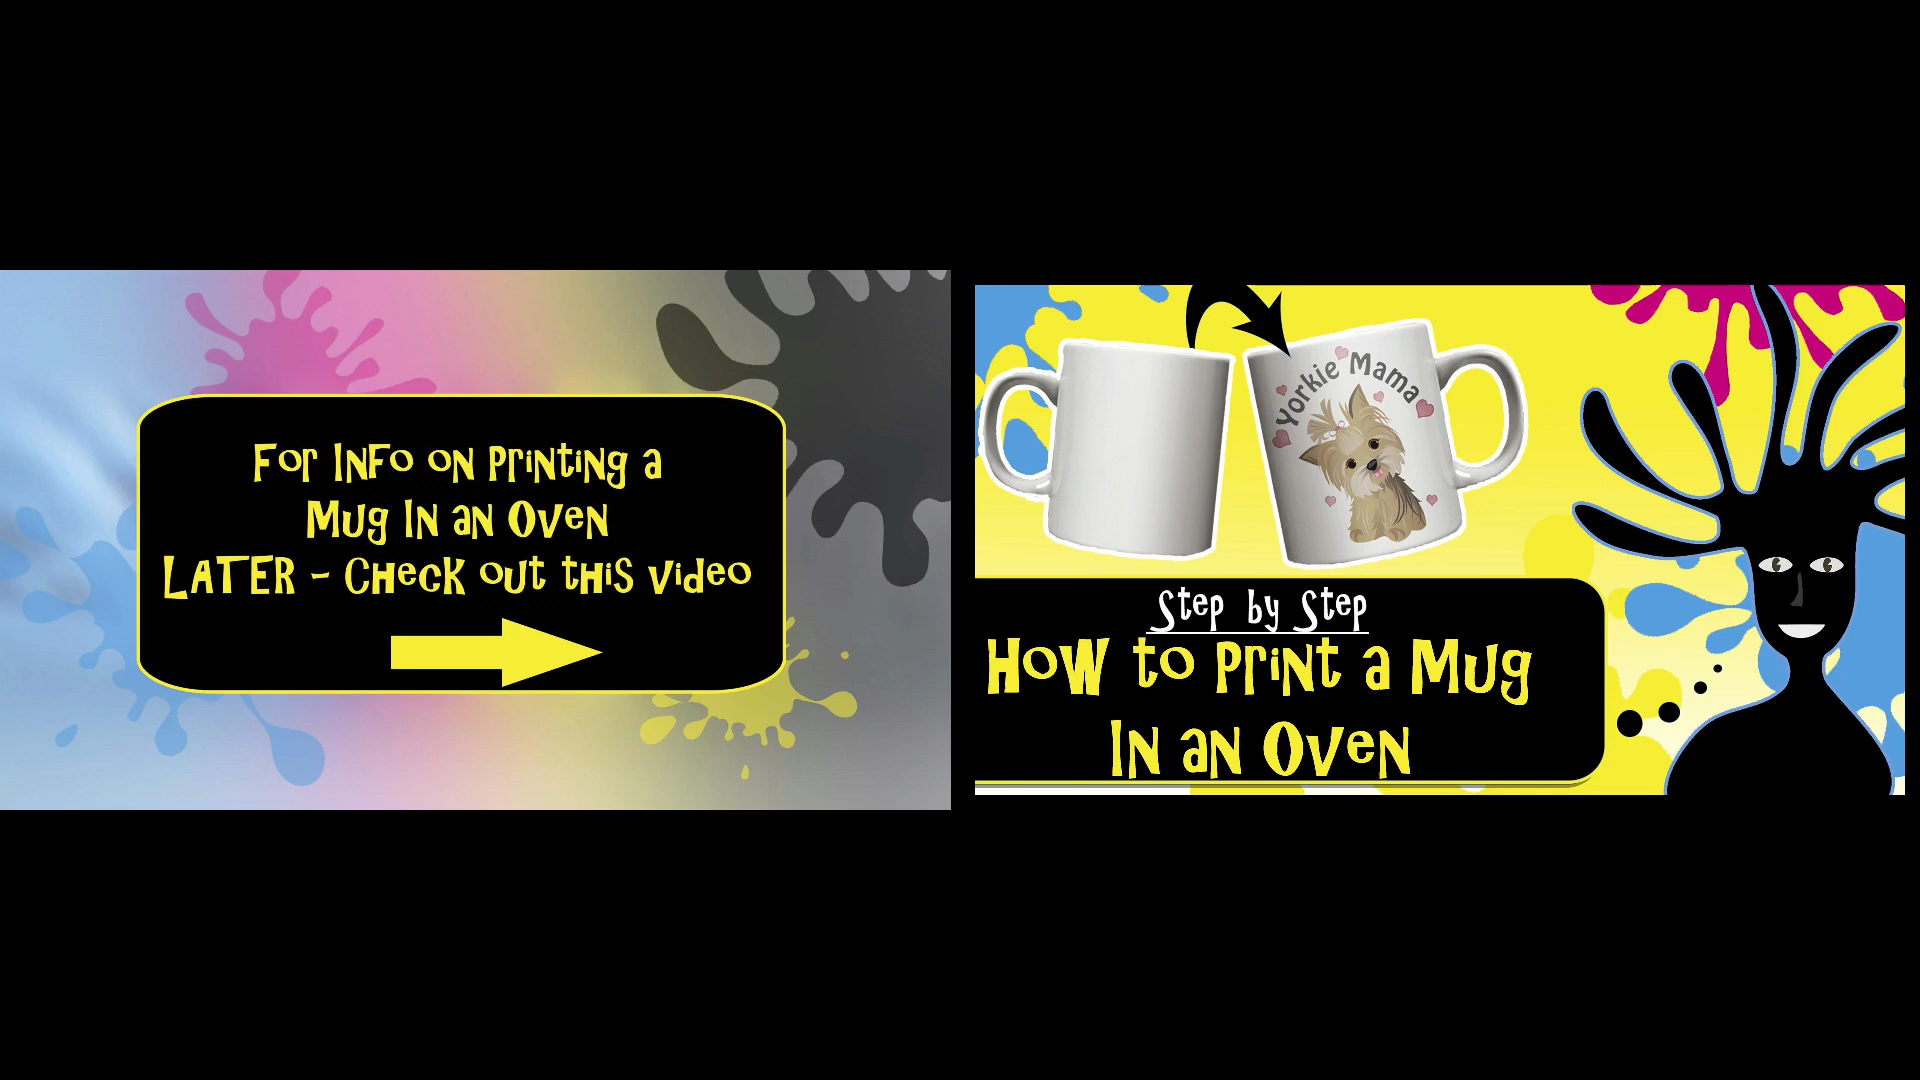 For Info on Printing a
Mug In an Oven
LATER - Check out this video
Yorkie Mama
Step by Step
How to Print a Mug
In an Oven